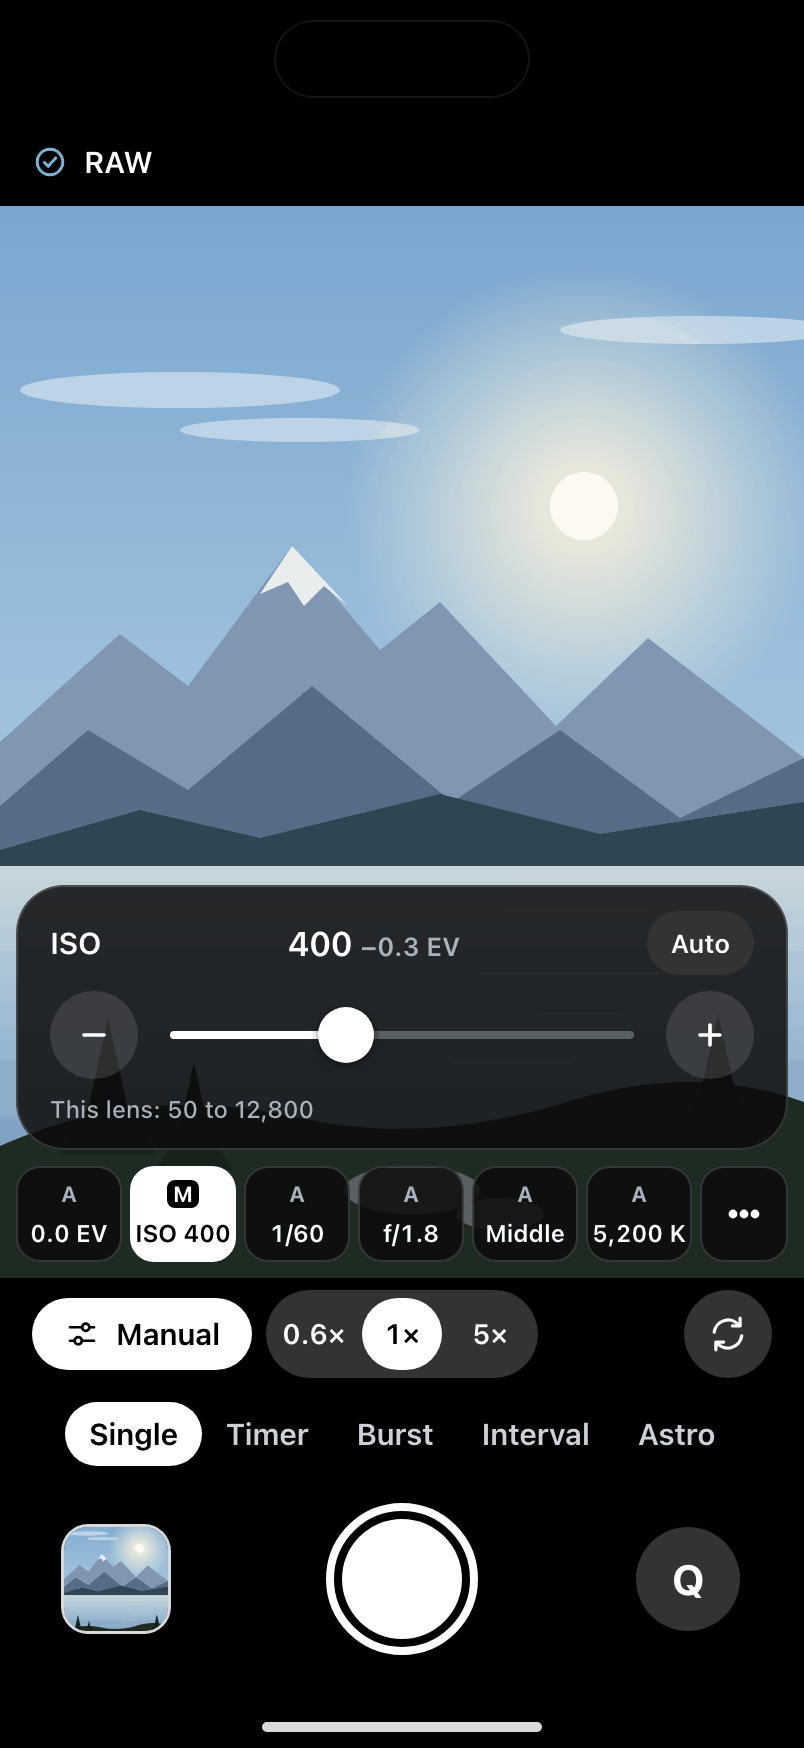 RAW
ISO 400 –0.3 EV Auto
This lens: 50 to 12,800
A M A A A A
0.0 EV ISO 400 1/60 f/1.8 Middle 5,200 K
Manual 0.6× 1× 5×
Single Timer Burst Interval Astro
Q